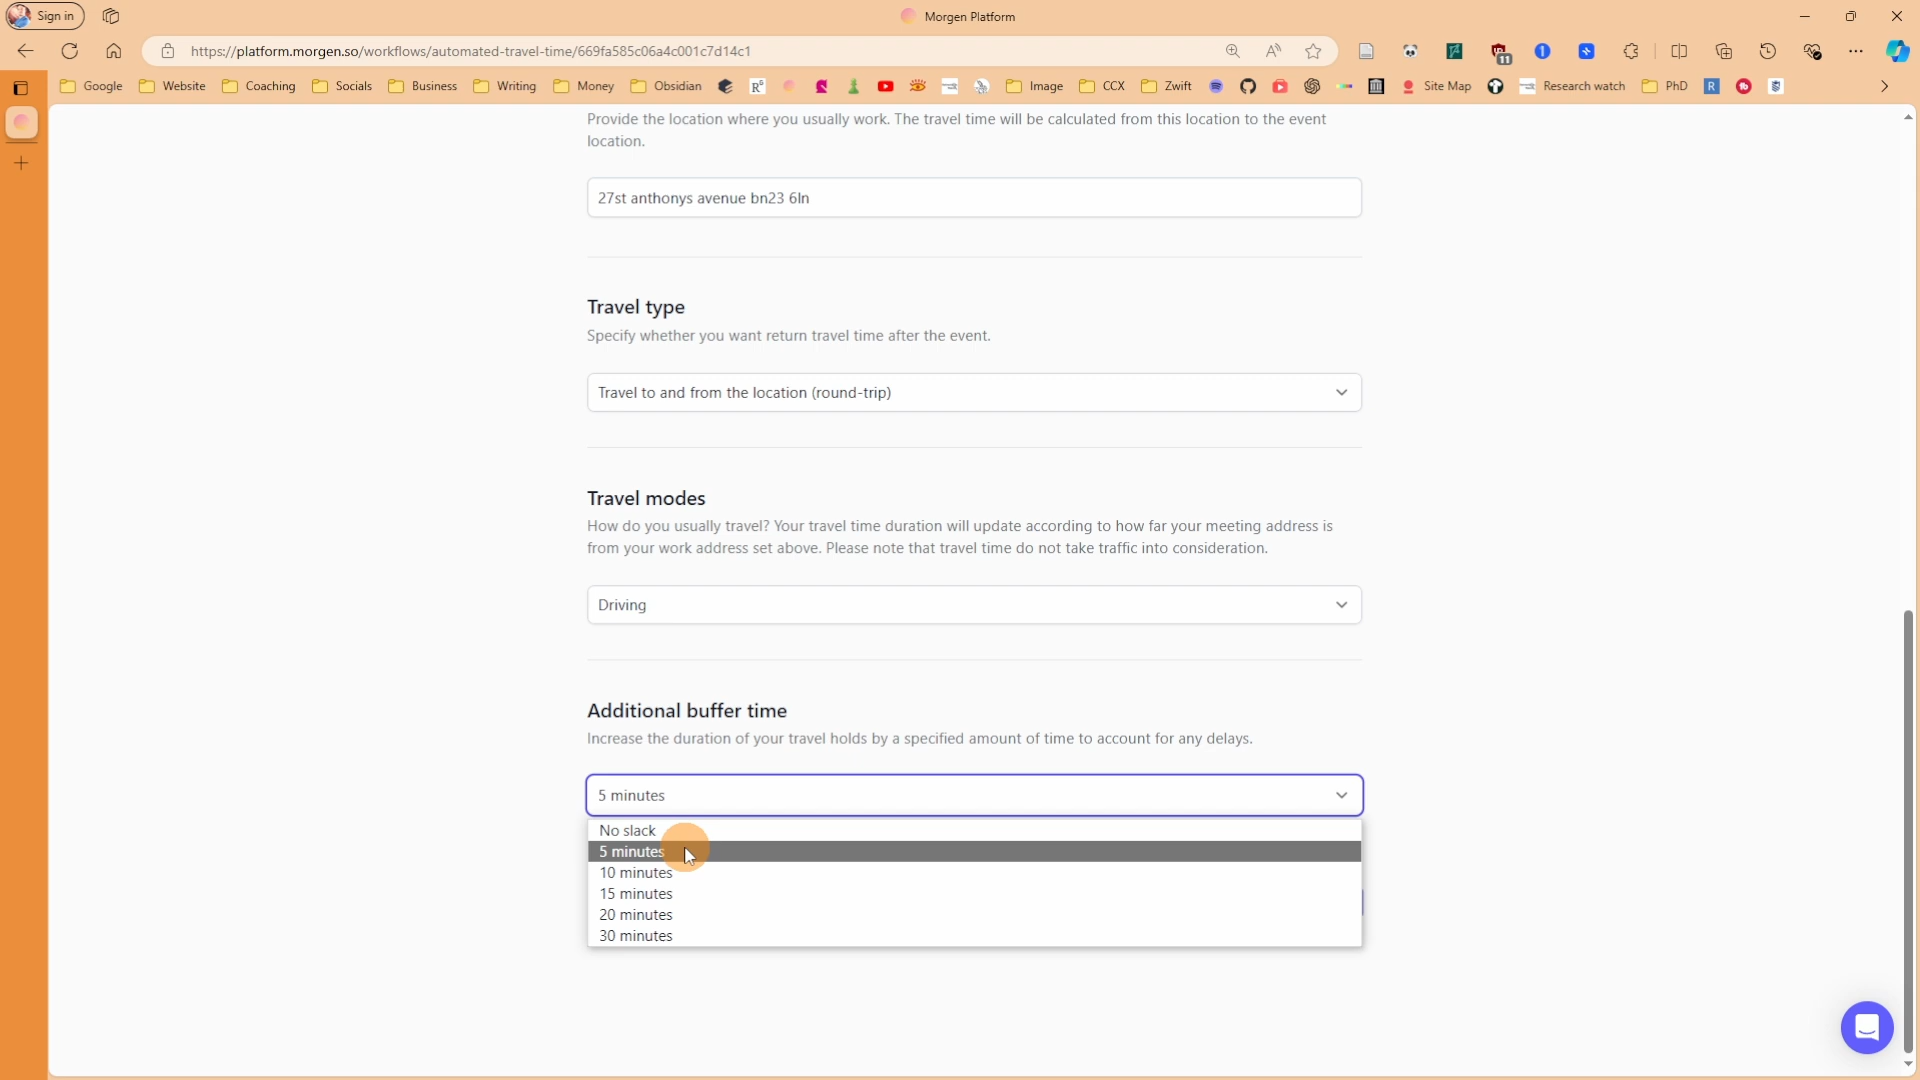 Sign in
Morgen Platform
https://platform.morgen.so/workflows/automated-travel-time/669fa585c06a4c001c7d14c1
11
Google
Website
Coaching
Socials
Business
Writing
Money
Obsidian
Image
CCX
Zwift
Site Map
Research watch
PhD
Provide the location where you usually work. The travel time will be calculated from this location to the event
location.
27st anthonys avenue bn23 6ln
Travel type
Specify whether you want return travel time after the event.
Travel to and from the location (round-trip)
Travel modes
How do you usually travel? Your travel time duration will update according to how far your meeting address is
from your work address set above. Please note that travel time do not take traffic into consideration.
Driving
Additional buffer time
Increase the duration of your travel holds by a specified amount of time to account for any delays.
5 minutes
No slack
5 minutes
10 minutes
15 minutes
20 minutes
30 minutes